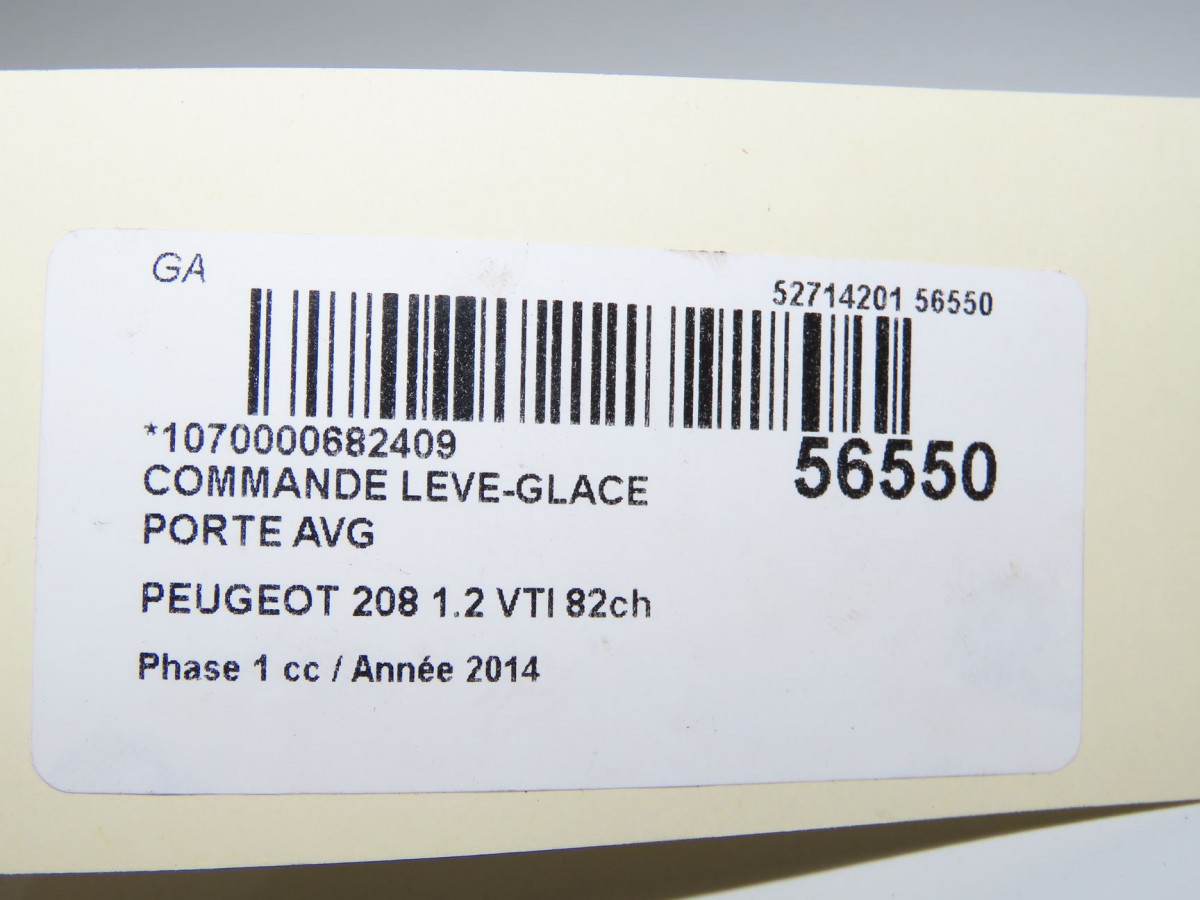 GA
52714201 56550
*1070000682409
56550
COMMANDE LEVE-GLACE
PORTE AVG
PEUGEOT 208 1.2 VTI 82ch
Phase 1 cc / Année 2014